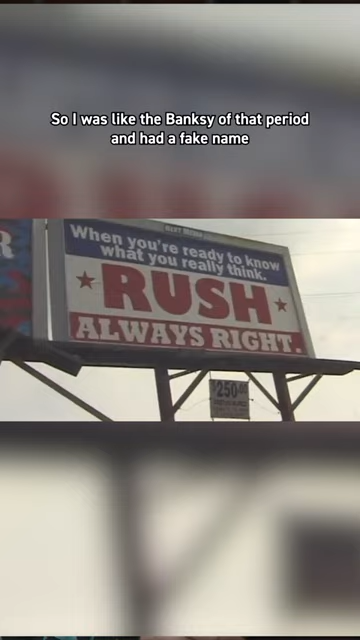 So I was like the Banksy of that period
and had a fake name
When you're ready to know
what you really think.
RUSH
ALWAYS RIGHT.
$250